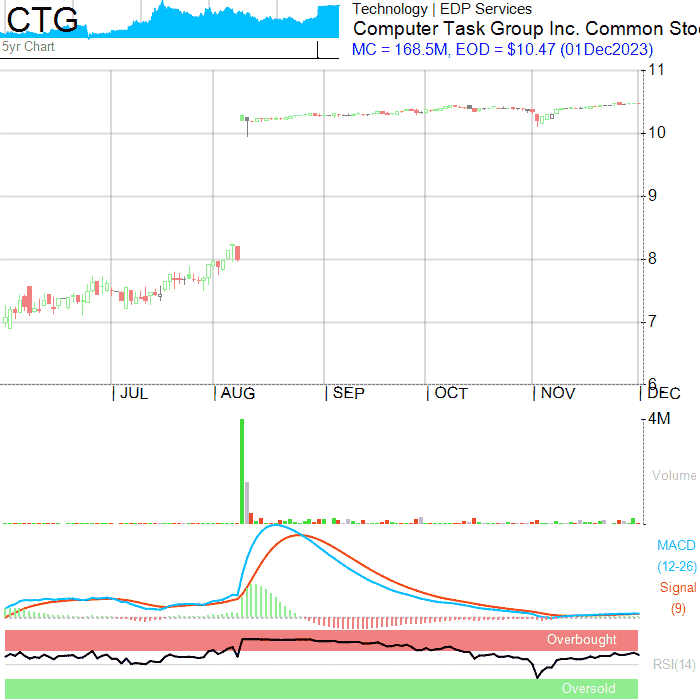 CTG
5yr Chart
Technology | EDP Services
Computer Task Group Inc. Common Stoc
MC = 168.5M, EOD = $10.47 (01Dec2023)
11
10
9
8
7
6
JUL
AUG
SEP
OCT
NOV
DEC
4M
Volume
MACD
(12-26)
Signal
(9)
Overbought
RSI(14)
Oversold